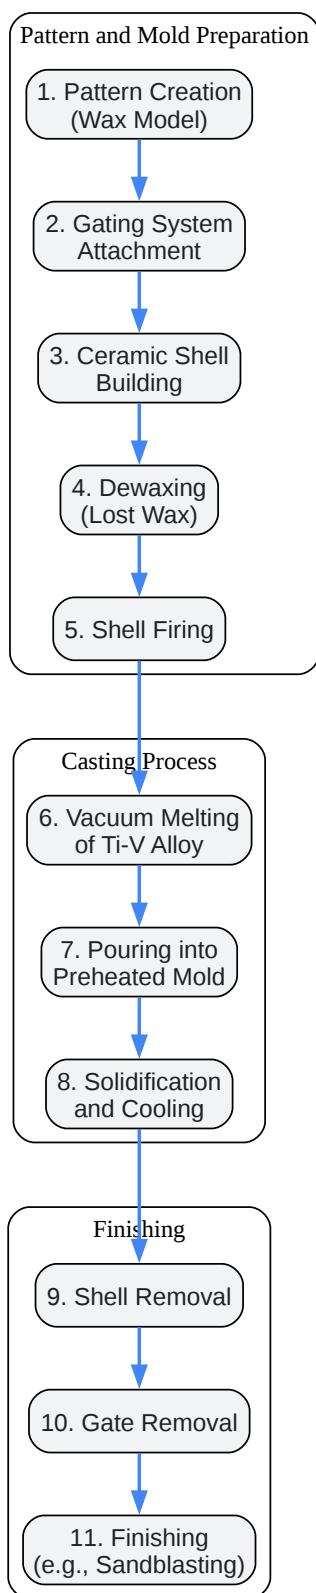 Pattern and Mold Preparation
1. Pattern Creation
(Wax Model)
2. Gating System
Attachment
3. Ceramic Shell
Building
4. Dewaxing
(Lost Wax)
5. Shell Firing
Casting Process
6. Vacuum Melting
of Ti-V Alloy
7. Pouring into
Preheated Mold
8. Solidification
and Cooling
Finishing
9. Shell Removal
10. Gate Removal
11. Finishing
(e.g., Sandblasting)